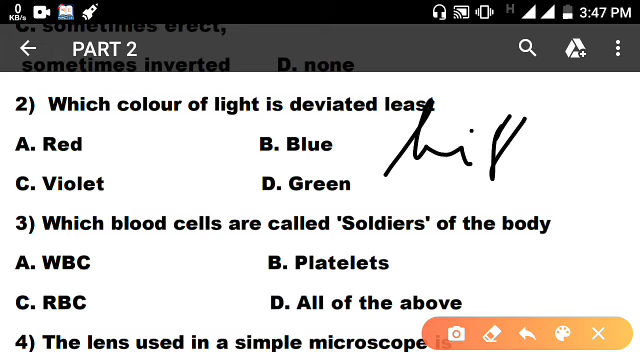 0 KB/s H 3:47 PM
C. sometimes erect,
PART 2
sometimes inverted D. none
2) Which colour of light is deviated least
A. Red B. Blue
C. Violet D. Green
3) Which blood cells are called 'Soldiers' of the body
A. WBC B. Platelets
C. RBC D. All of the above
4) The lens used in a simple microscope is